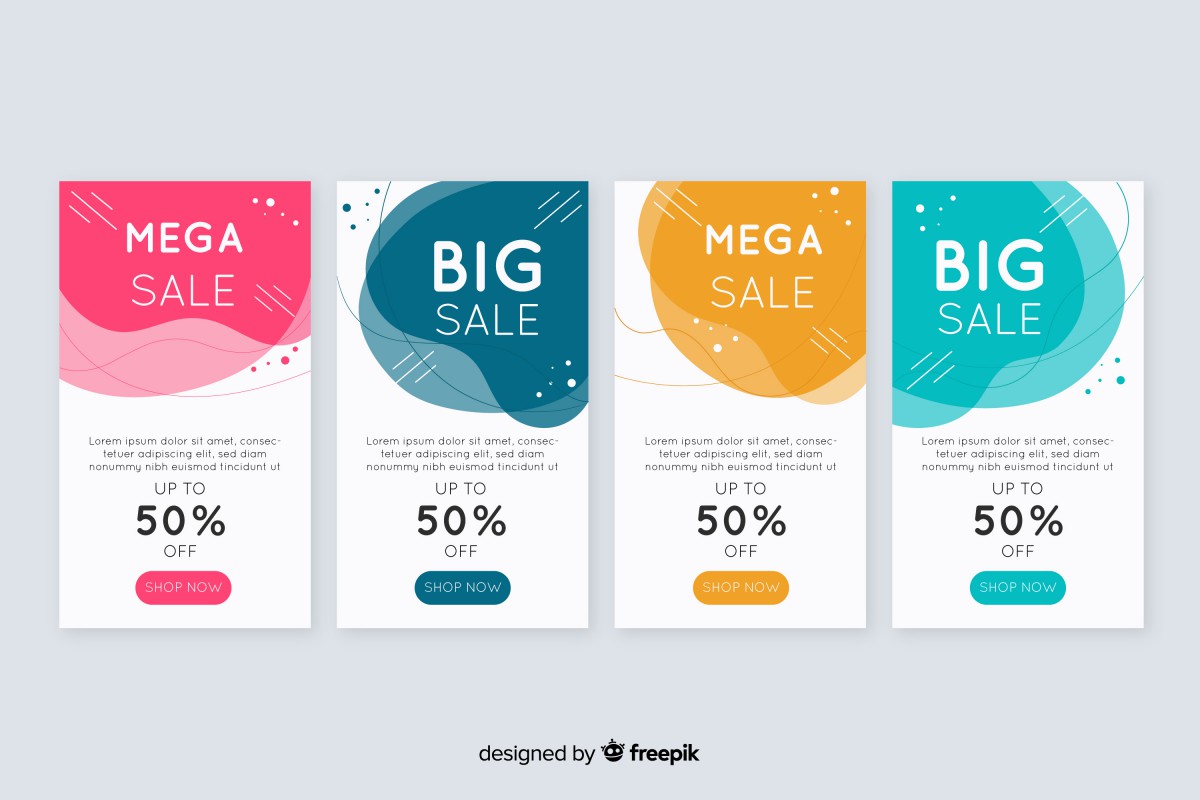 MEGA
SALE
Lorem ipsum dolor sit amet, consec-
tetuer adipiscing elit, sed diam
nonummy nibh euismod tincidunt ut
UP TO
50%
OFF
SHOP NOW
BIG
SALE
Lorem ipsum dolor sit amet, consec-
tetuer adipiscing elit, sed diam
nonummy nibh euismod tincidunt ut
UP TO
50%
OFF
SHOP NOW
MEGA
SALE
Lorem ipsum dolor sit amet, consec-
tetuer adipiscing elit, sed diam
nonummy nibh euismod tincidunt ut
UP TO
50%
OFF
SHOP NOW
BIG
SALE
Lorem ipsum dolor sit amet, consec-
tetuer adipiscing elit, sed diam
nonummy nibh euismod tincidunt ut
UP TO
50%
OFF
SHOP NOW
designed by freepik